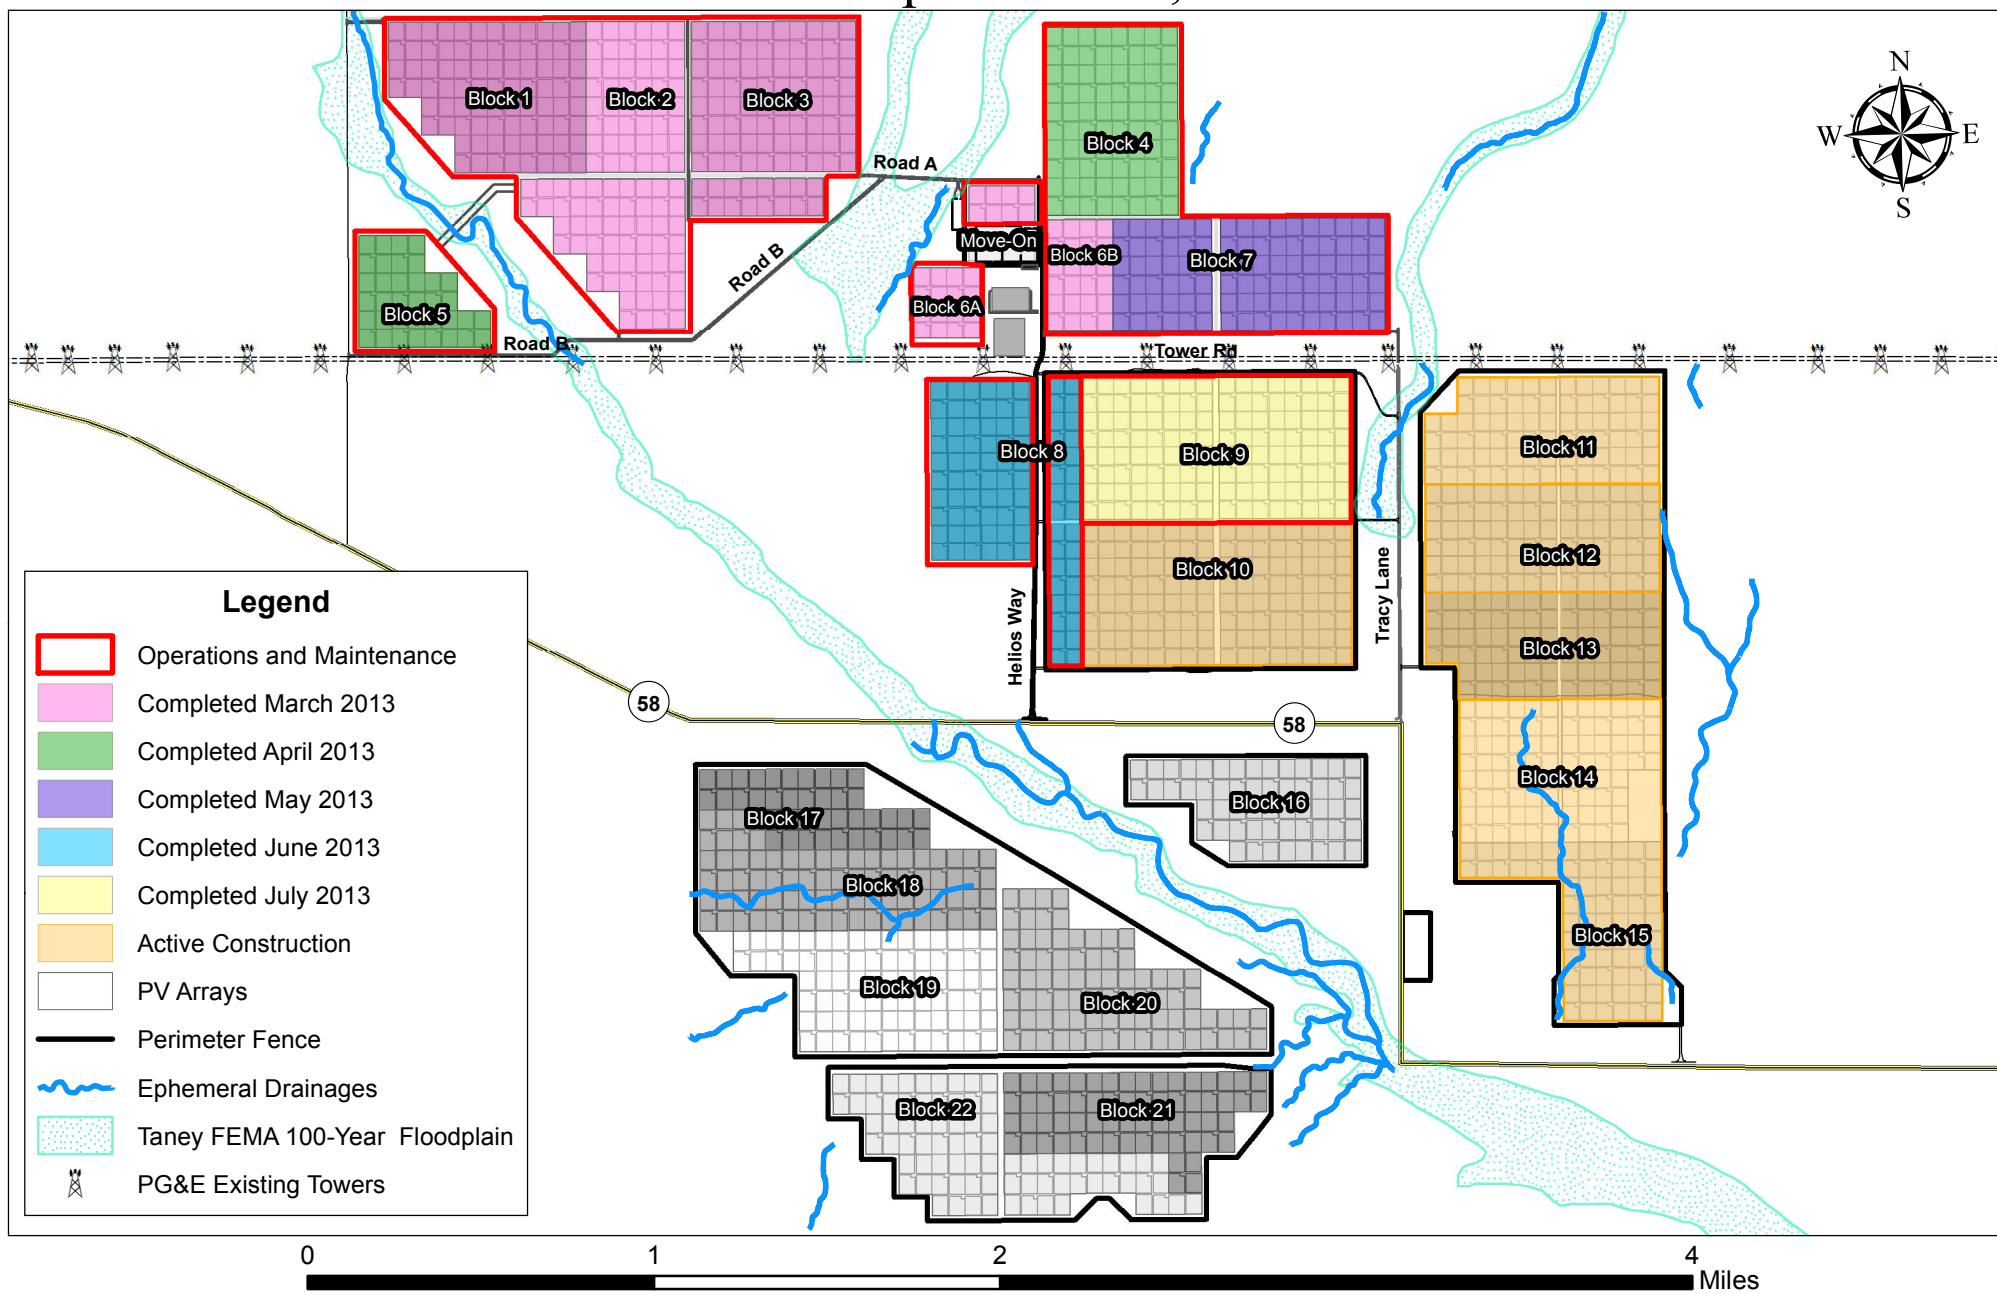 Block 1
Block 2
Block 3
Block 4
Road A
Move-On
Block 6B
Block 7
Road B
Block 6A
Block 5
Road B
Tower Rd
N
W
E
S
Block 8
Block 9
Block 11
Block 10
Block 12
Helios Way
Tracy Lane
Block 13
58
58
Block 14
Block 16
Block 17
Block 18
Block 15
Block 19
Block 20
Block 22
Block 21
Legend
Operations and Maintenance
Completed March 2013
Completed April 2013
Completed May 2013
Completed June 2013
Completed July 2013
Active Construction
PV Arrays
Perimeter Fence
Ephemeral Drainages
Taney FEMA 100-Year Floodplain
PG&E Existing Towers
0
1
2
4
Miles